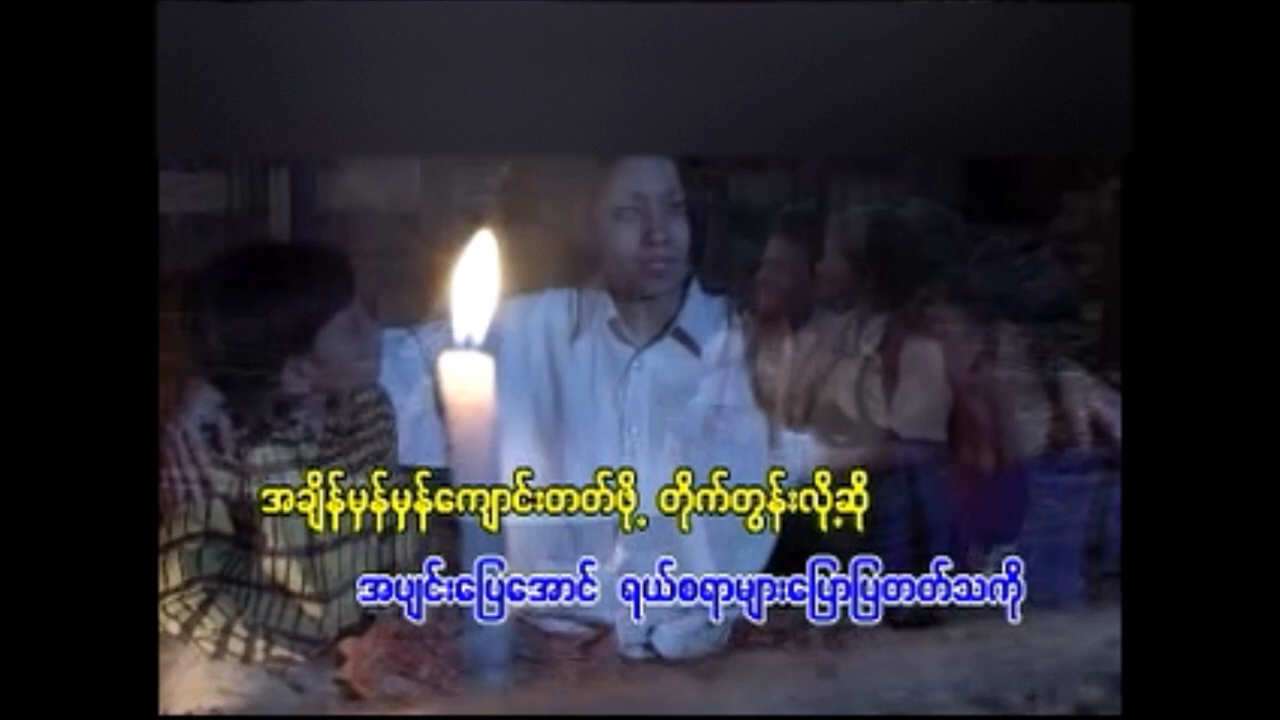 အချိန်မှန်မှန်ကျောင်းတတ်ဖို့ တိုက်တွန်းလို့ဆို
အပျင်းပြေအောင် ရယ်စရာများပြောပြတတ်သကို